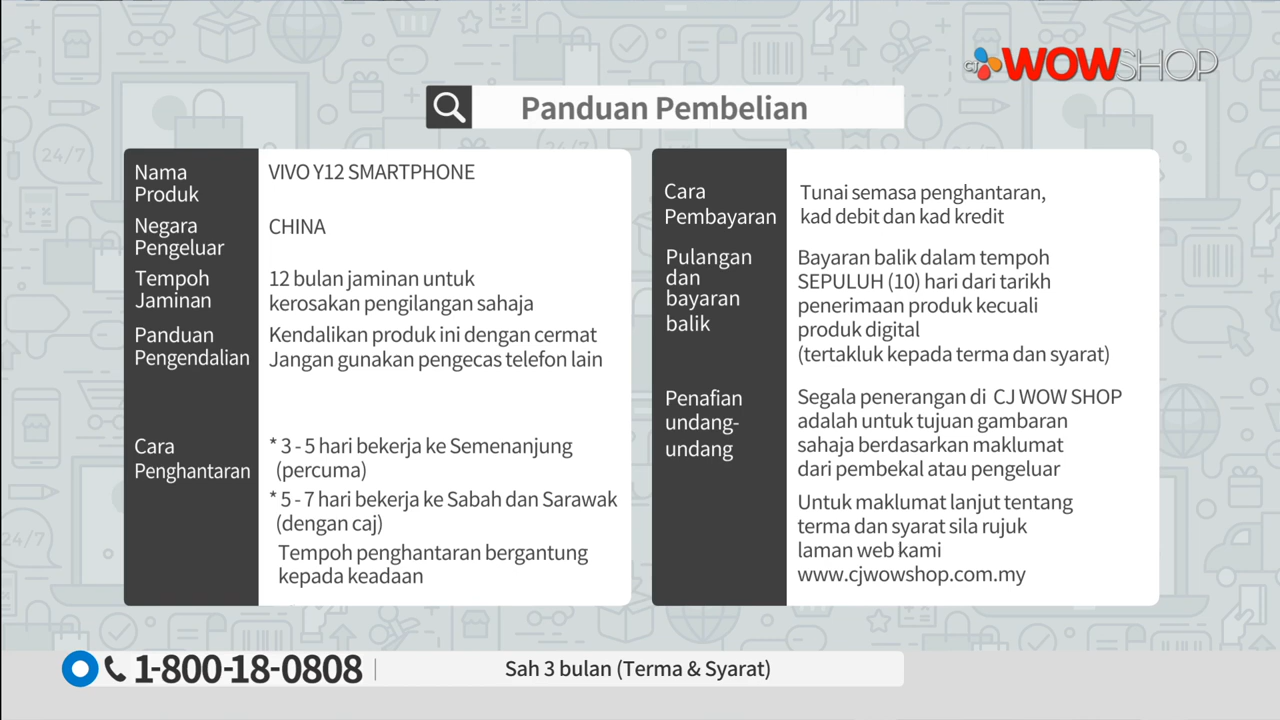 CJ WOWSHOP
Panduan Pembelian
Nama
Produk
VIVO Y12 SMARTPHONE
Negara
Pengeluar
CHINA
Tempoh
Jaminan
12 bulan jaminan untuk
kerosakan pengilangan sahaja
Panduan
Pengendalian
Kendalikan produk ini dengan cermat
Jangan gunakan pengecas telefon lain
Cara
Penghantaran
* 3 - 5 hari bekerja ke Semenanjung
(percuma)
* 5 - 7 hari bekerja ke Sabah dan Sarawak
(dengan caj)
Tempoh penghantaran bergantung
kepada keadaan
Cara
Pembayaran
Tunai semasa penghantaran,
kad debit dan kad kredit
Pulangan
dan
bayaran
balik
Bayaran balik dalam tempoh
SEPULUH (10) hari dari tarikh
penerimaan produk kecuali
produk digital
(tertakluk kepada terma dan syarat)
Penafian
undang-
undang
Segala penerangan di CJ WOW SHOP
adalah untuk tujuan gambaran
sahaja berdasarkan maklumat
dari pembekal atau pengeluar
Untuk maklumat lanjut tentang
terma dan syarat sila rujuk
laman web kami
www.cjwowshop.com.my
24/7
24/7
1-800-18-0808
Sah 3 bulan (Terma & Syarat)